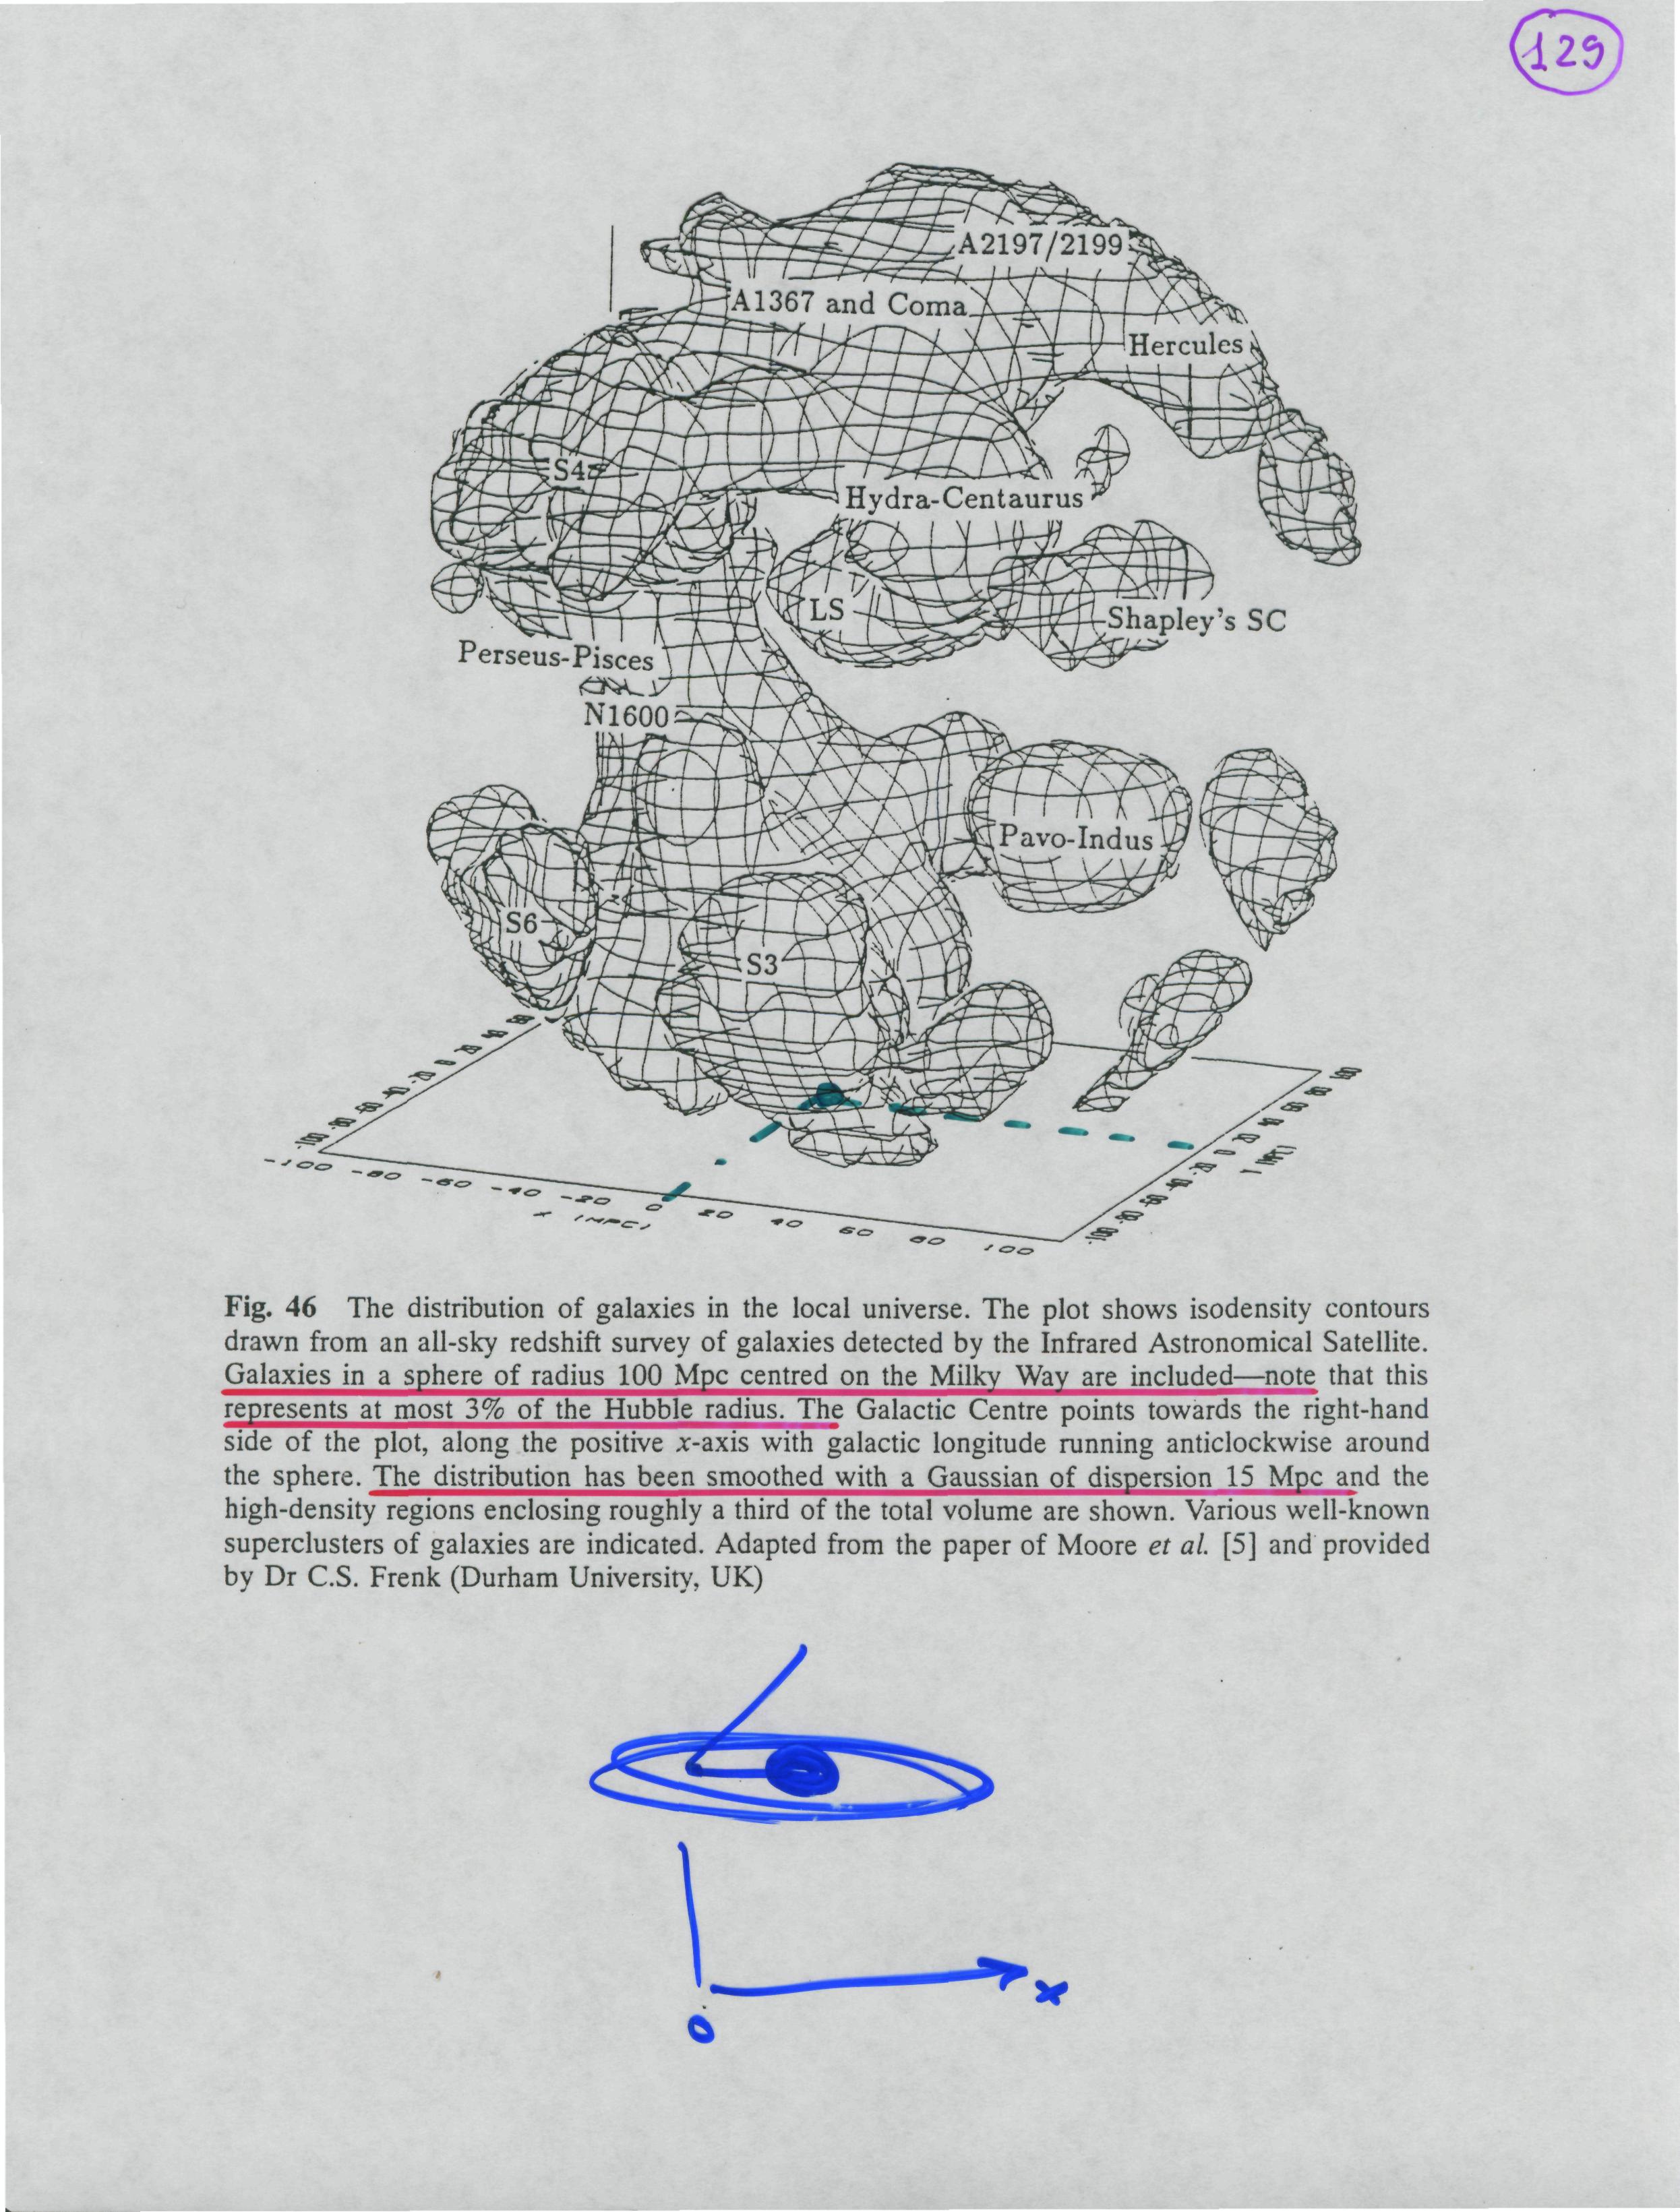 129
A2197/2199
A1367 and Coma
Hercules
S4
Hydra-Centaurus
LS
Shapley's SC
Perseus-Pisces
N1600
Pavo-Indus
S6
S3
-100 -80 -60 -40 -20 0 20 40 60 80
-100 -80 -60 -40 -20 0 20 40 60 80 100
-100 -80 -60 -40 -20 0 20 40 60 80 100
X (MPC)
(MPC)
Fig. 46 The distribution of galaxies in the local universe. The plot shows isodensity contours
drawn from an all-sky redshift survey of galaxies detected by the Infrared Astronomical Satellite.
Galaxies in a sphere of radius 100 Mpc centred on the Milky Way are included—note that this
represents at most 3% of the Hubble radius. The Galactic Centre points towards the right-hand
side of the plot, along the positive x-axis with galactic longitude running anticlockwise around
the sphere. The distribution has been smoothed with a Gaussian of dispersion 15 Mpc and the
high-density regions enclosing roughly a third of the total volume are shown. Various well-known
superclusters of galaxies are indicated. Adapted from the paper of Moore et al. [5] and provided
by Dr C.S. Frenk (Durham University, UK)
x
0